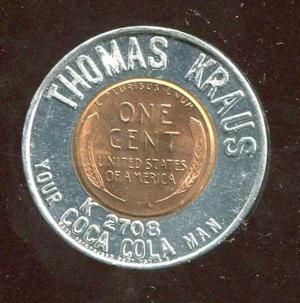 THOMAS KRAUS
E PLURIBUS UNUM
ONE
CENT
UNITED STATES
OF AMERICA
K 2708
YOUR COCA COLA MAN